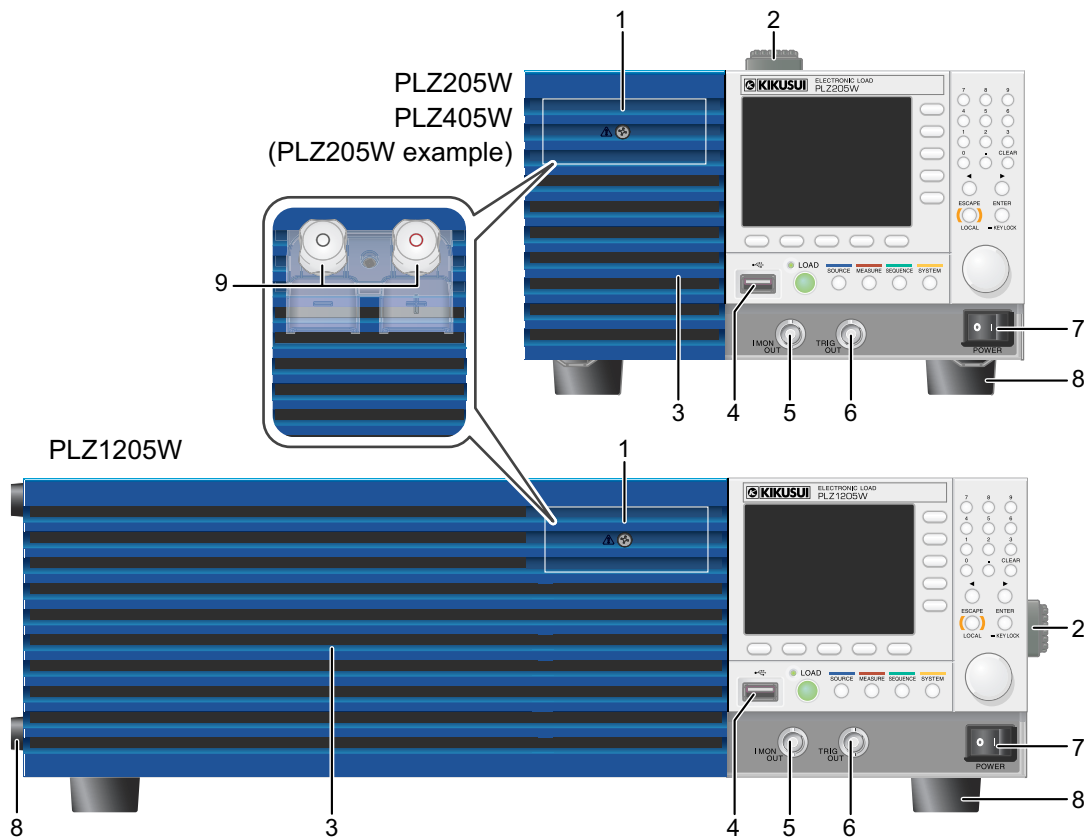 1
2
PLZ205W
PLZ405W
(PLZ205W example)
KIKUSUI ELECTRONIC LOAD
PLZ205W
7 8 9
4 5 6
1 2 3
0 . CLEAR
◄ ►
ESCAPE ENTER
LOCAL KEY LOCK
LOAD SOURCE MEASURE SEQUENCE SYSTEM
9
− +
I MON
OUT
TRIG
OUT
O I
POWER
7
8
3
4
5
6
PLZ1205W
1
KIKUSUI ELECTRONIC LOAD
PLZ1205W
7 8 9
4 5 6
1 2 3
0 . CLEAR
◄ ►
ESCAPE ENTER
LOCAL KEY LOCK
2
LOAD SOURCE MEASURE SEQUENCE SYSTEM
I MON
OUT
TRIG
OUT
O I
POWER
7
8
8
3
4
5
6